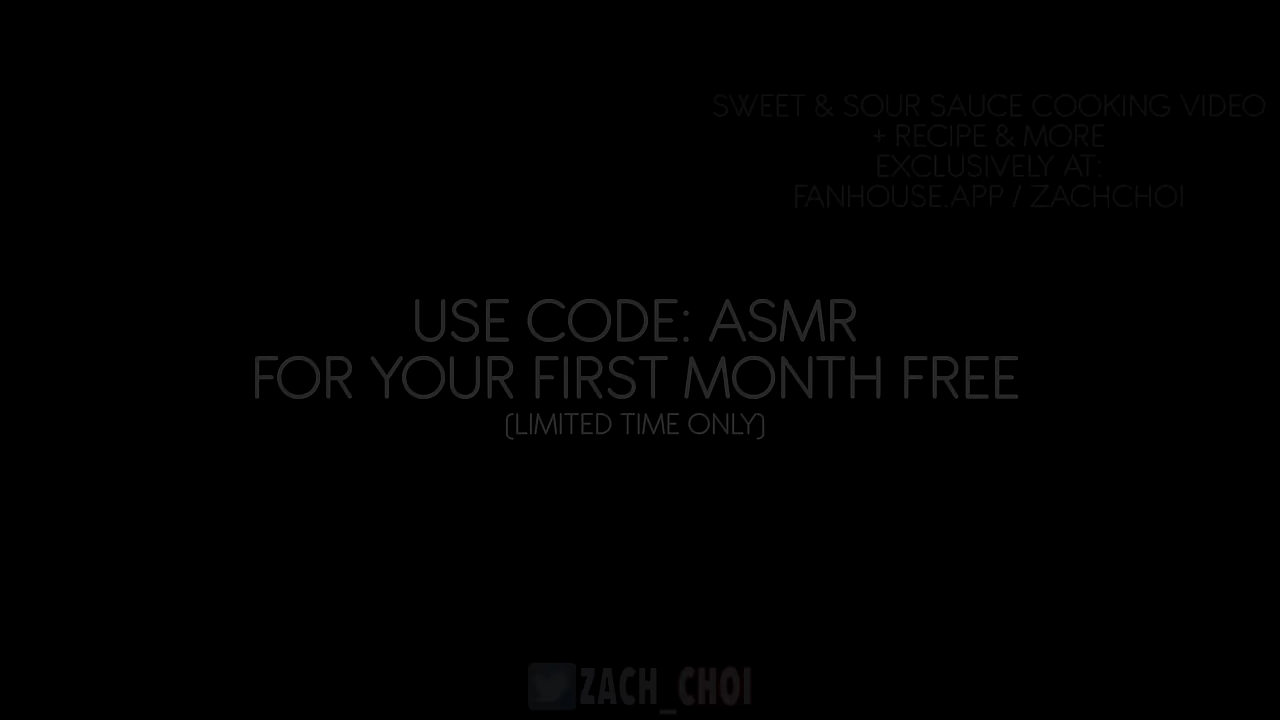 SWEET & SOUR SAUCE COOKING VIDEO
+ RECIPE & MORE
EXCLUSIVELY AT:
FANHOUSE.APP / ZACHCHOI
USE CODE: ASMR
FOR YOUR FIRST MONTH FREE
(LIMITED TIME ONLY)
ZACH_CHOI